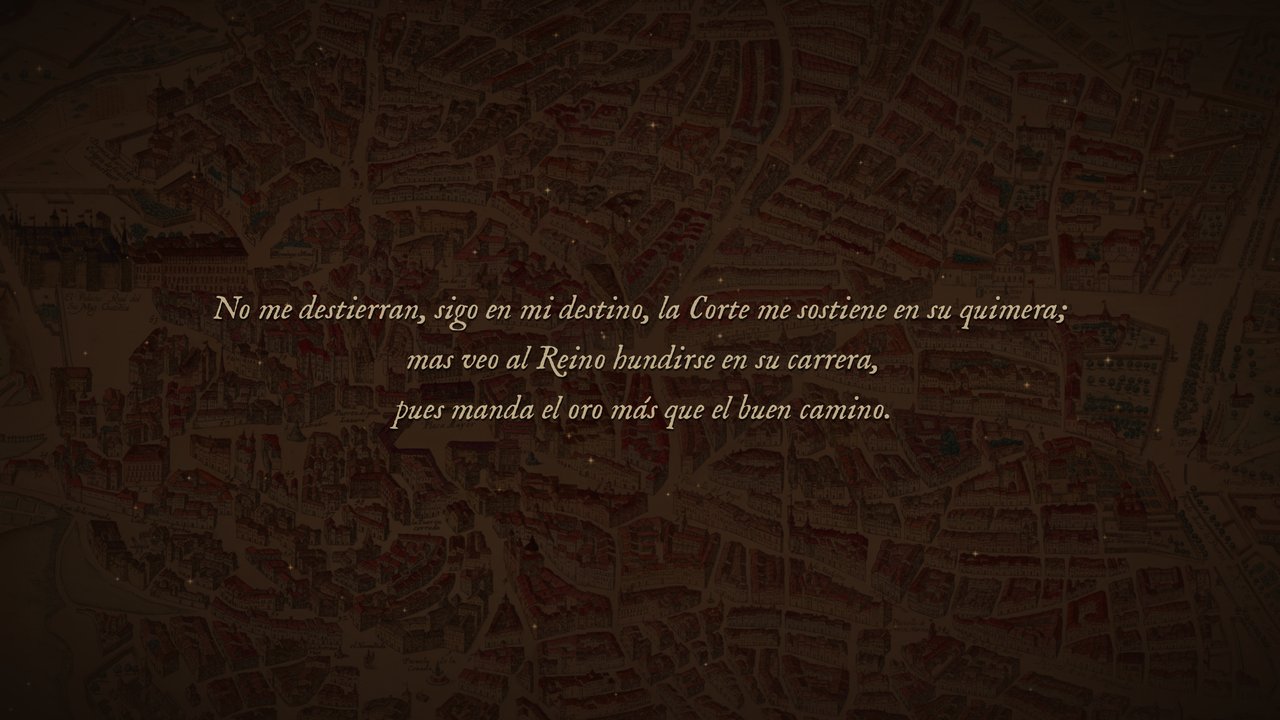 No me destierran, sigo en mi destino, la Corte me sostiene en su quimera;
mas veo al Reino hundirse en su carrera,
pues manda el oro más que el buen camino.